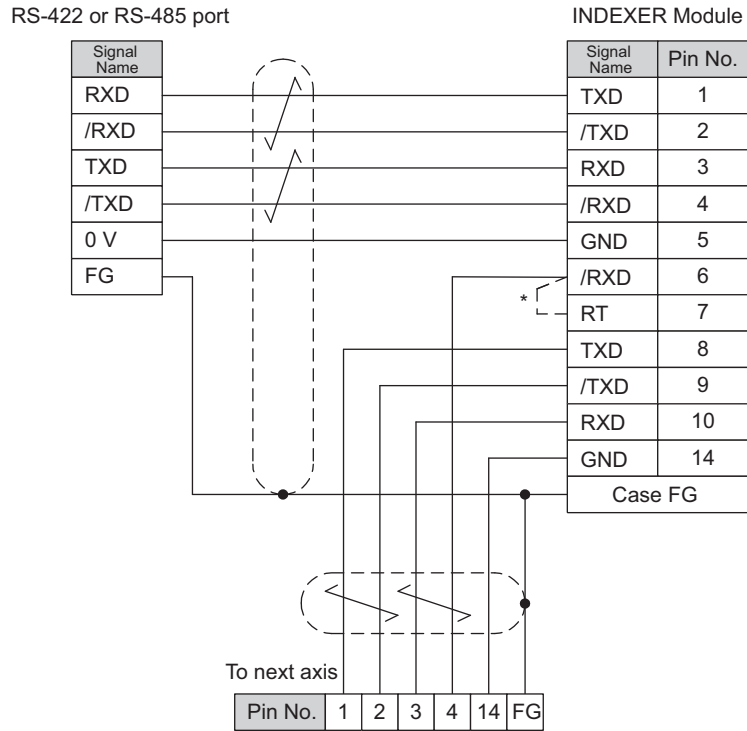 RS-422 or RS-485 port
INDEXER Module
Signal Name
RXD
/RXD
TXD
/TXD
0 V
FG
Signal Name Pin No.
TXD 1
/TXD 2
RXD 3
/RXD 4
GND 5
/RXD 6
*
RT 7
TXD 8
/TXD 9
RXD 10
GND 14
Case FG
To next axis
Pin No. 1 2 3 4 14 FG